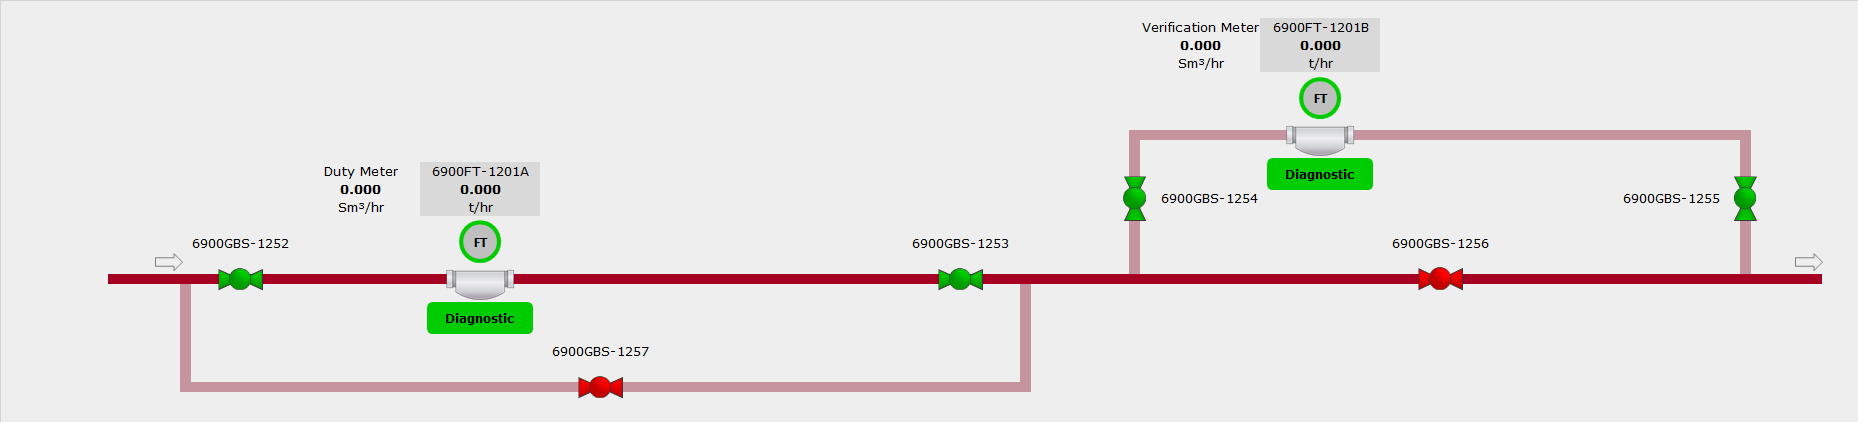 Verification Meter
0.000
Sm³/hr
6900FT-1201B
0.000
t/hr
FT
Diagnostic
6900GBS-1254
6900GBS-1255
Duty Meter
0.000
Sm³/hr
6900FT-1201A
0.000
t/hr
FT
6900GBS-1252
6900GBS-1253
6900GBS-1256
Diagnostic
6900GBS-1257